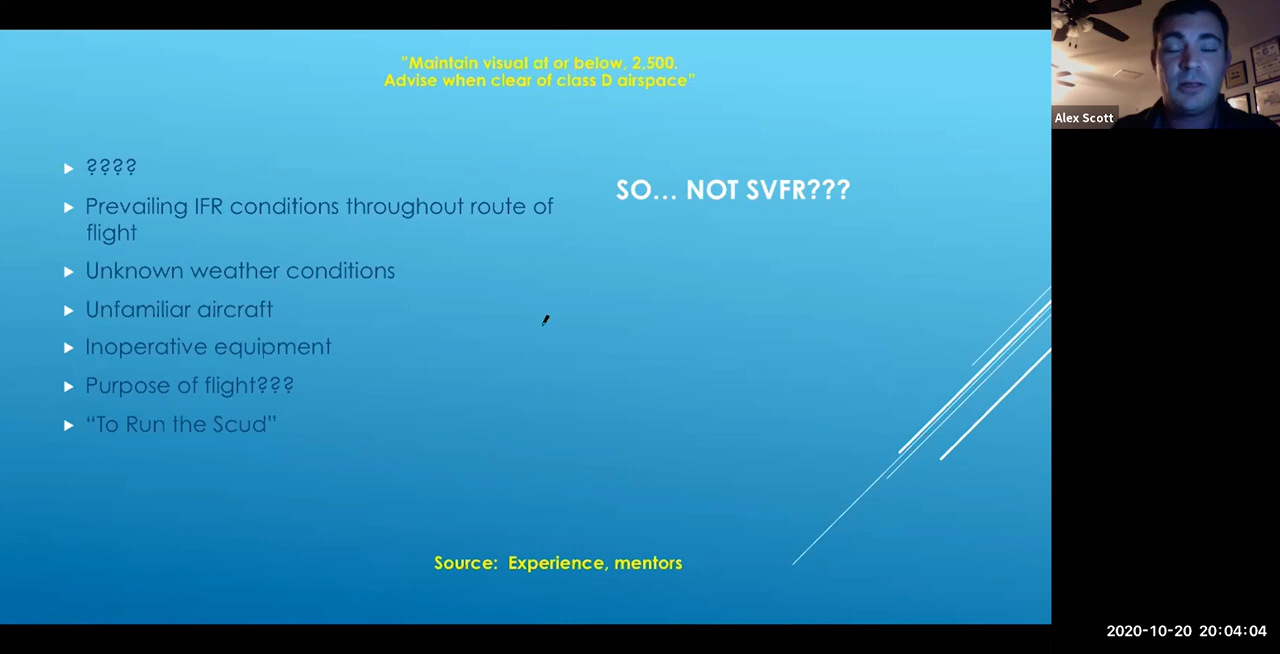 "Maintain visual at or below, 2,500.
Advise when clear of class D airspace"
Alex Scott
SO... NOT SVFR???
????
Prevailing IFR conditions throughout route of
flight
Unknown weather conditions
Unfamiliar aircraft
Inoperative equipment
Purpose of flight???
“To Run the Scud”
Source:  Experience, mentors
2020-10-20 20:04:04